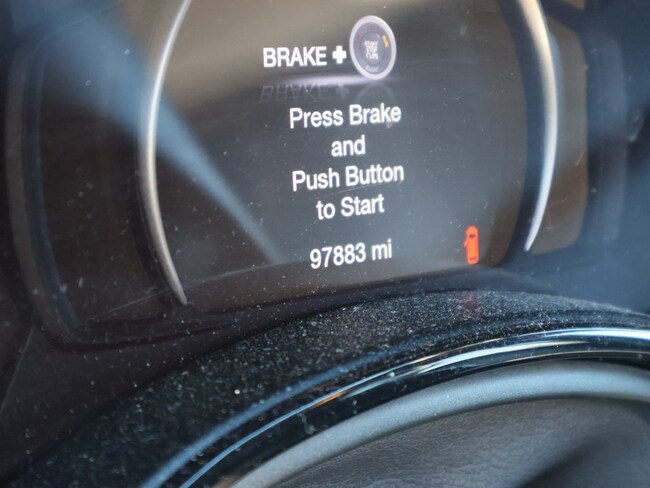 BRAKE +
Press Brake
and
Push Button
to Start
97883 mi